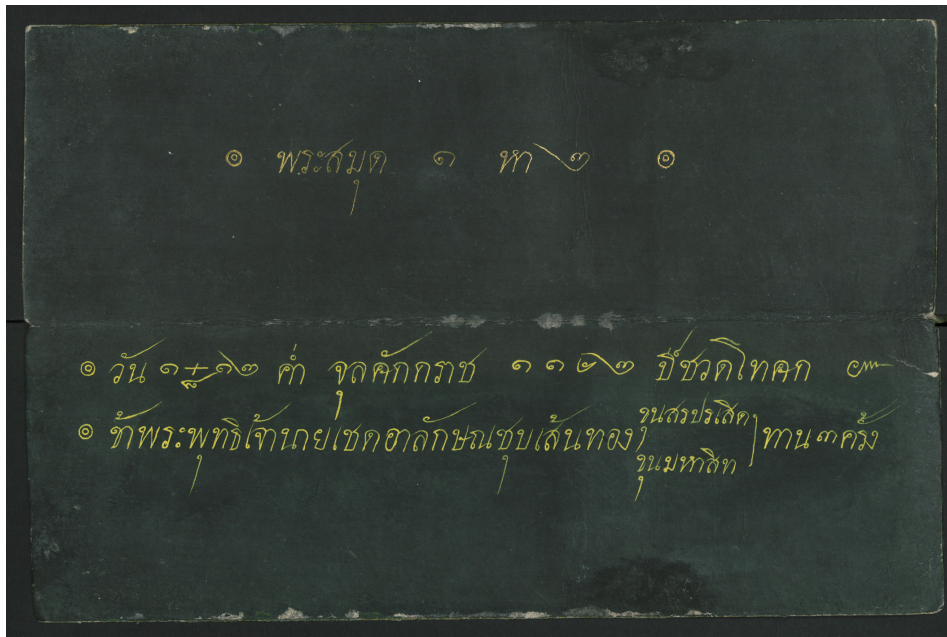 ๏ พระสมุด ๑ หา ๒ ๏
๏ วัน ๑ + ๑๒ ค่ำ จุลศักกราช ๑๑๔๒ ปีชวดโทศก ฯ
๘
๏ ข้าพระพุทธิเจ้านายเชดอาลักษณชุบเส้นทอง ขุนสรปรเสิด ทาน ๓ ครั้ง
ขุนมหาสิท